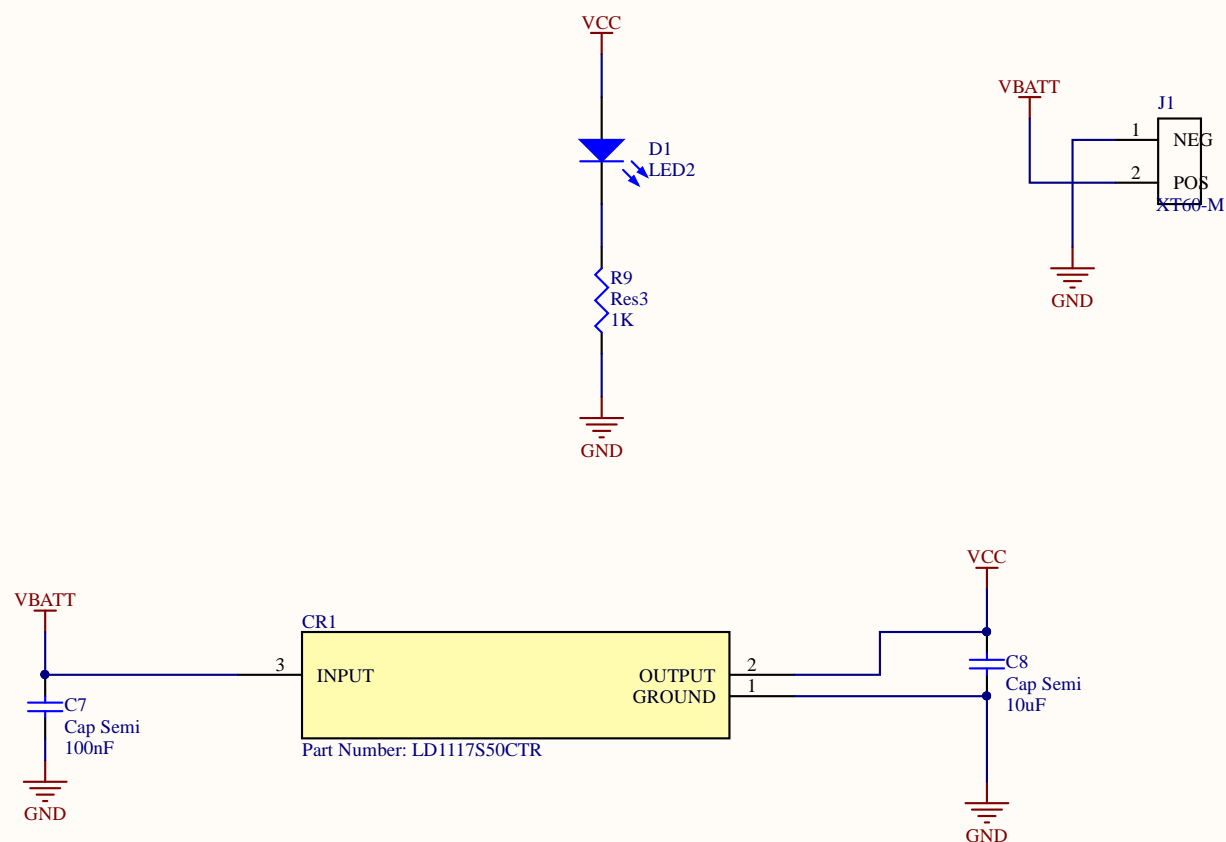 VCC
D1
LED2
R9
Res3
1K
GND
VBATT
J1
1
NEG
2
POS
XT60-M
GND
VBATT
C7
Cap Semi
100nF
GND
CR1
3
INPUT
OUTPUT
2
GROUND
1
Part Number: LD1117S50CTR
VCC
C8
Cap Semi
10uF
GND